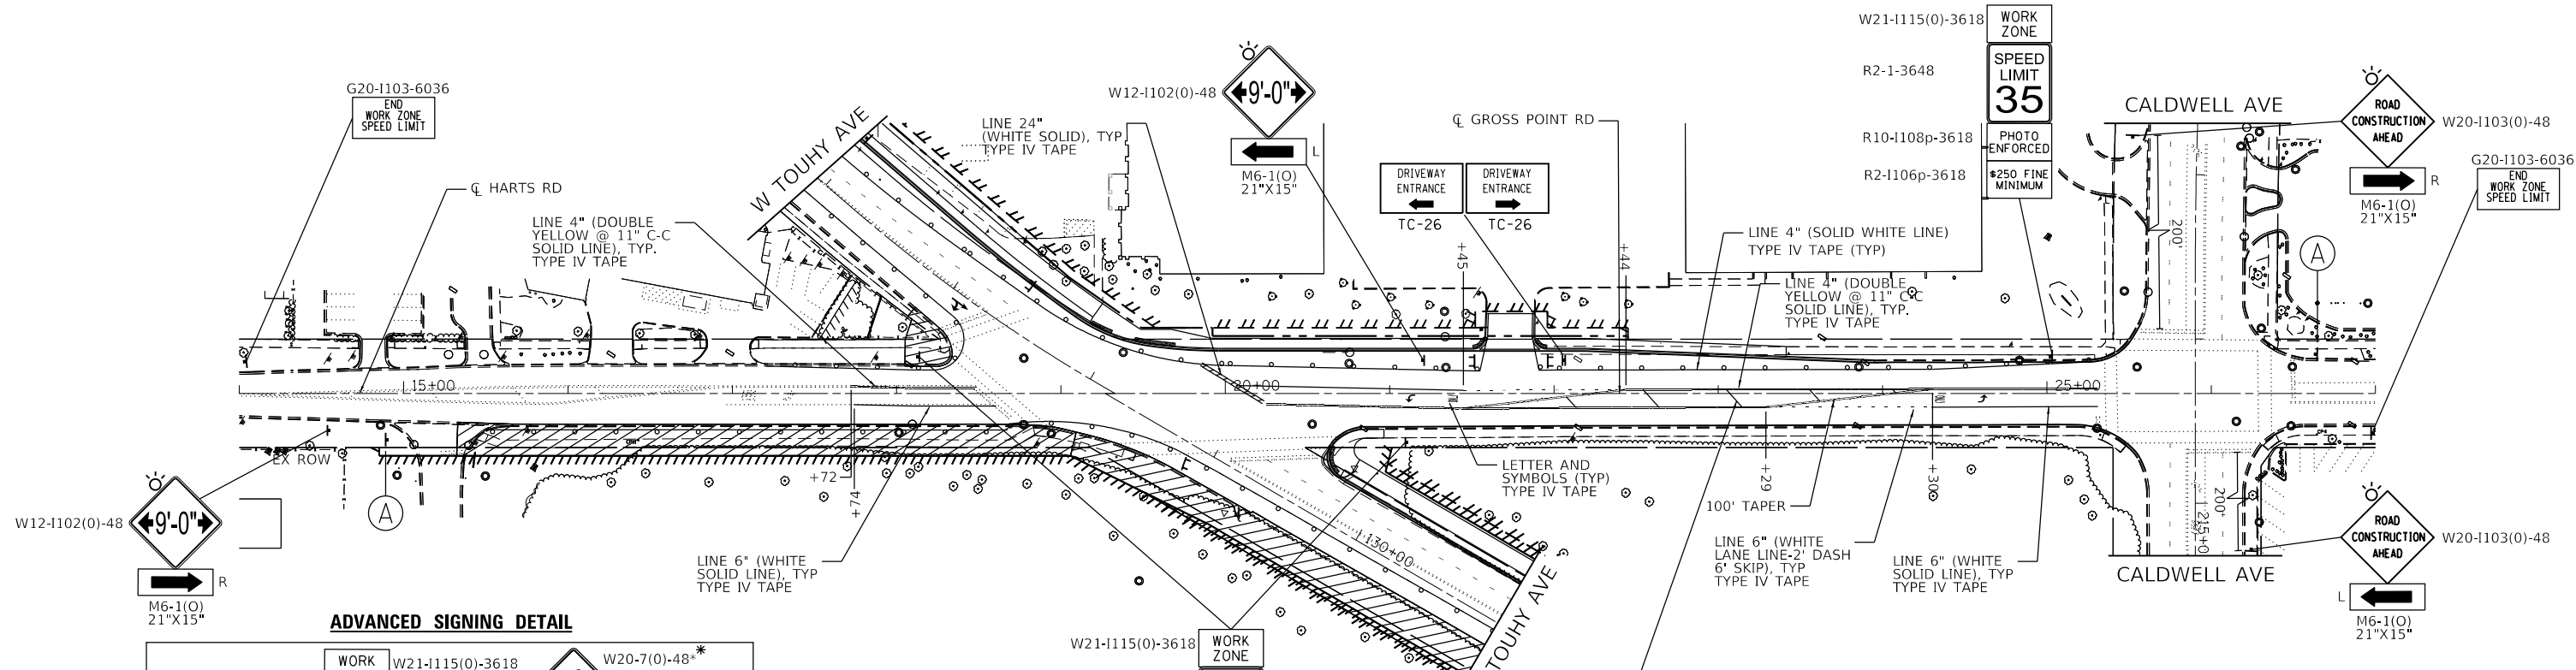 G20-I103-6036
END
WORK ZONE
SPEED LIMIT
℄ HARTS RD
LINE 4" (DOUBLE
YELLOW @ 11" C-C
SOLID LINE), TYP.
TYPE IV TAPE
W TOUHY AVE
LINE 24"
(WHITE SOLID), TYP
TYPE IV TAPE
W12-I102(0)-48
9'-0"
L
M6-1(O)
21"X15"
DRIVEWAY
ENTRANCE
TC-26
DRIVEWAY
ENTRANCE
TC-26
℄ GROSS POINT RD
+45
+44
W21-I115(0)-3618
WORK
ZONE
R2-1-3648
SPEED
LIMIT
35
R10-I108p-3618
PHOTO
ENFORCED
R2-I106p-3618
$250 FINE
MINIMUM
LINE 4" (SOLID WHITE LINE)
TYPE IV TAPE (TYP)
LINE 4" (DOUBLE
YELLOW @ 11" C-C
SOLID LINE), TYP.
TYPE IV TAPE
CALDWELL AVE
200'
ROAD
CONSTRUCTION
AHEAD
W20-I103(0)-48
R
M6-1(O)
21"X15"
G20-I103-6036
END
WORK ZONE
SPEED LIMIT
A
15+00
20+00
25+00
EX ROW
A
W12-I102(0)-48
9'-0"
R
M6-1(O)
21"X15"
+72
+74
LINE 6" (WHITE
SOLID LINE), TYP
TYPE IV TAPE
130+00
TOUHY AVE
LETTER AND
SYMBOLS (TYP)
TYPE IV TAPE
100' TAPER
+29
+30
LINE 6" (WHITE
LANE LINE-2' DASH
6' SKIP), TYP
TYPE IV TAPE
LINE 6" (WHITE
SOLID LINE), TYP
TYPE IV TAPE
200'
215+0
CALDWELL AVE
ROAD
CONSTRUCTION
AHEAD
W20-I103(0)-48
L
M6-1(O)
21"X15"
ADVANCED SIGNING DETAIL
WORK
W21-I115(0)-3618
W20-7(0)-48**
W21-I115(0)-3618
WORK
ZONE